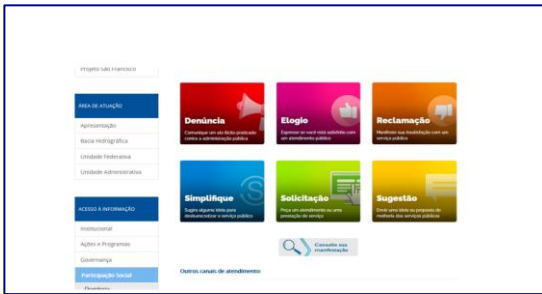 Projeto São Francisco
ÁREA DE ATUAÇÃO
Apresentação
Bacia Hidrográfica
Unidade Federativa
Unidade Administrativa
ACESSO À INFORMAÇÃO
Institucional
Ações e Programas
Governança
Participação Social
Ouvidoria
Denúncia
Comunique um ato ilícito praticado
contra a administração pública
Elogio
Expresse se você está satisfeito com
um atendimento público
Reclamação
Manifeste sua insatisfação com um
serviço público
Simplifique
Sugira alguma ideia para
desburocratizar o serviço público
Solicitação
Peça um atendimento ou uma
prestação de serviço
Sugestão
Envie uma ideia ou proposta de
melhoria dos serviços públicos
Consulte sua
manifestação
Outros canais de atendimento